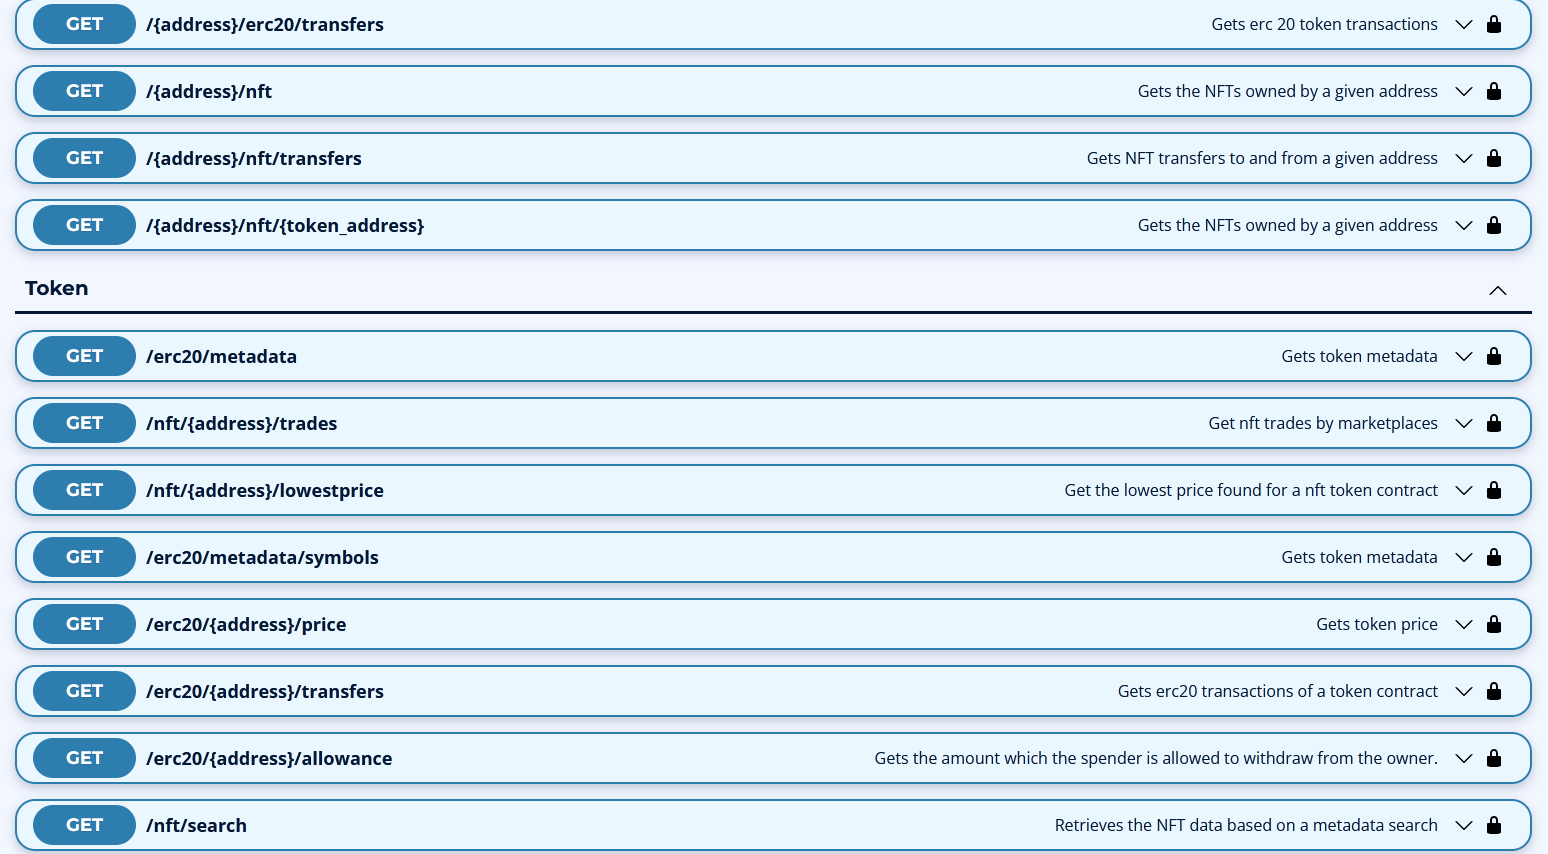 GET /{address}/erc20/transfers Gets erc 20 token transactions
GET /{address}/nft Gets the NFTs owned by a given address
GET /{address}/nft/transfers Gets NFT transfers to and from a given address
GET /{address}/nft/{token_address} Gets the NFTs owned by a given address
Token
GET /erc20/metadata Gets token metadata
GET /nft/{address}/trades Get nft trades by marketplaces
GET /nft/{address}/lowestprice Get the lowest price found for a nft token contract
GET /erc20/metadata/symbols Gets token metadata
GET /erc20/{address}/price Gets token price
GET /erc20/{address}/transfers Gets erc20 transactions of a token contract
GET /erc20/{address}/allowance Gets the amount which the spender is allowed to withdraw from the owner.
GET /nft/search Retrieves the NFT data based on a metadata search